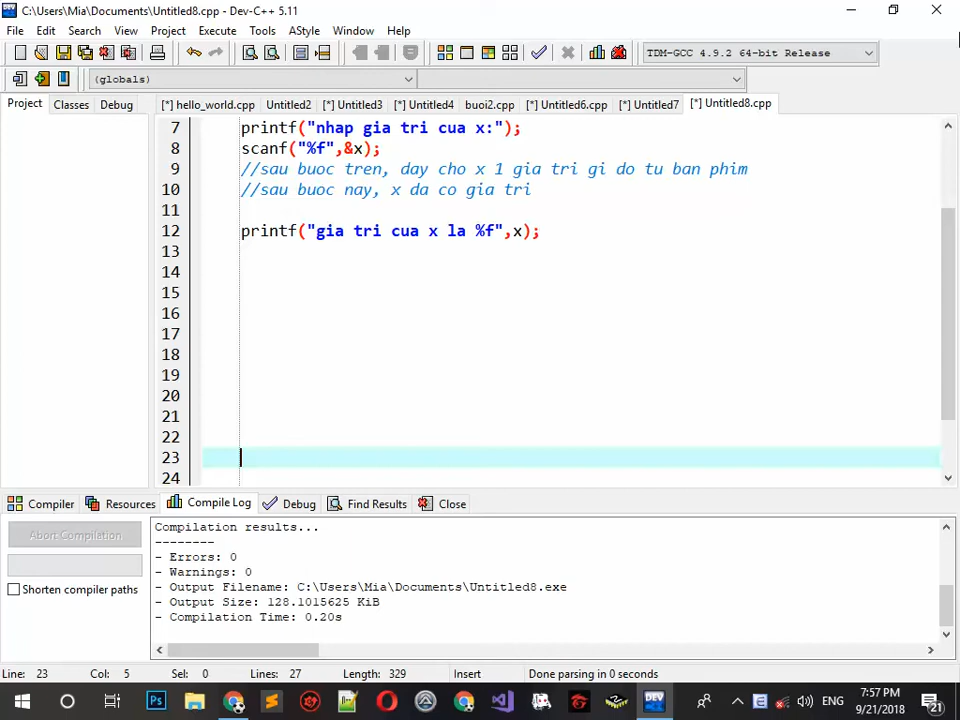 C:\Users\Mia\Documents\Untitled8.cpp - Dev-C++ 5.11
File Edit Search View Project Execute Tools AStyle Window Help
TDM-GCC 4.9.2 64-bit Release
(globals)
Project Classes Debug
[*] hello_world.cpp Untitled2 [*] Untitled3 [*] Untitled4 buoi2.cpp [*] Untitled6.cpp [*] Untitled7 [*] Untitled8.cpp
7 printf("nhap gia tri cua x:");
8 scanf("%f",&x);
9 //sau buoc tren, day cho x 1 gia tri gi do tu ban phim
10 //sau buoc nay, x da co gia tri
11
12 printf("gia tri cua x la %f",x);
13
14
15
16
17
18
19
20
21
22
23
24
Compiler Resources Compile Log Debug Find Results Close
Abort Compilation
Shorten compiler paths
Compilation results...
--------
- Errors: 0
- Warnings: 0
- Output Filename: C:\Users\Mia\Documents\Untitled8.exe
- Output Size: 128.1015625 KiB
- Compilation Time: 0.20s
Line: 23 Col: 5 Sel: 0 Lines: 27 Length: 329 Insert Done parsing in 0 seconds
Ps
DEV
ENG
7:57 PM
9/21/2018
21